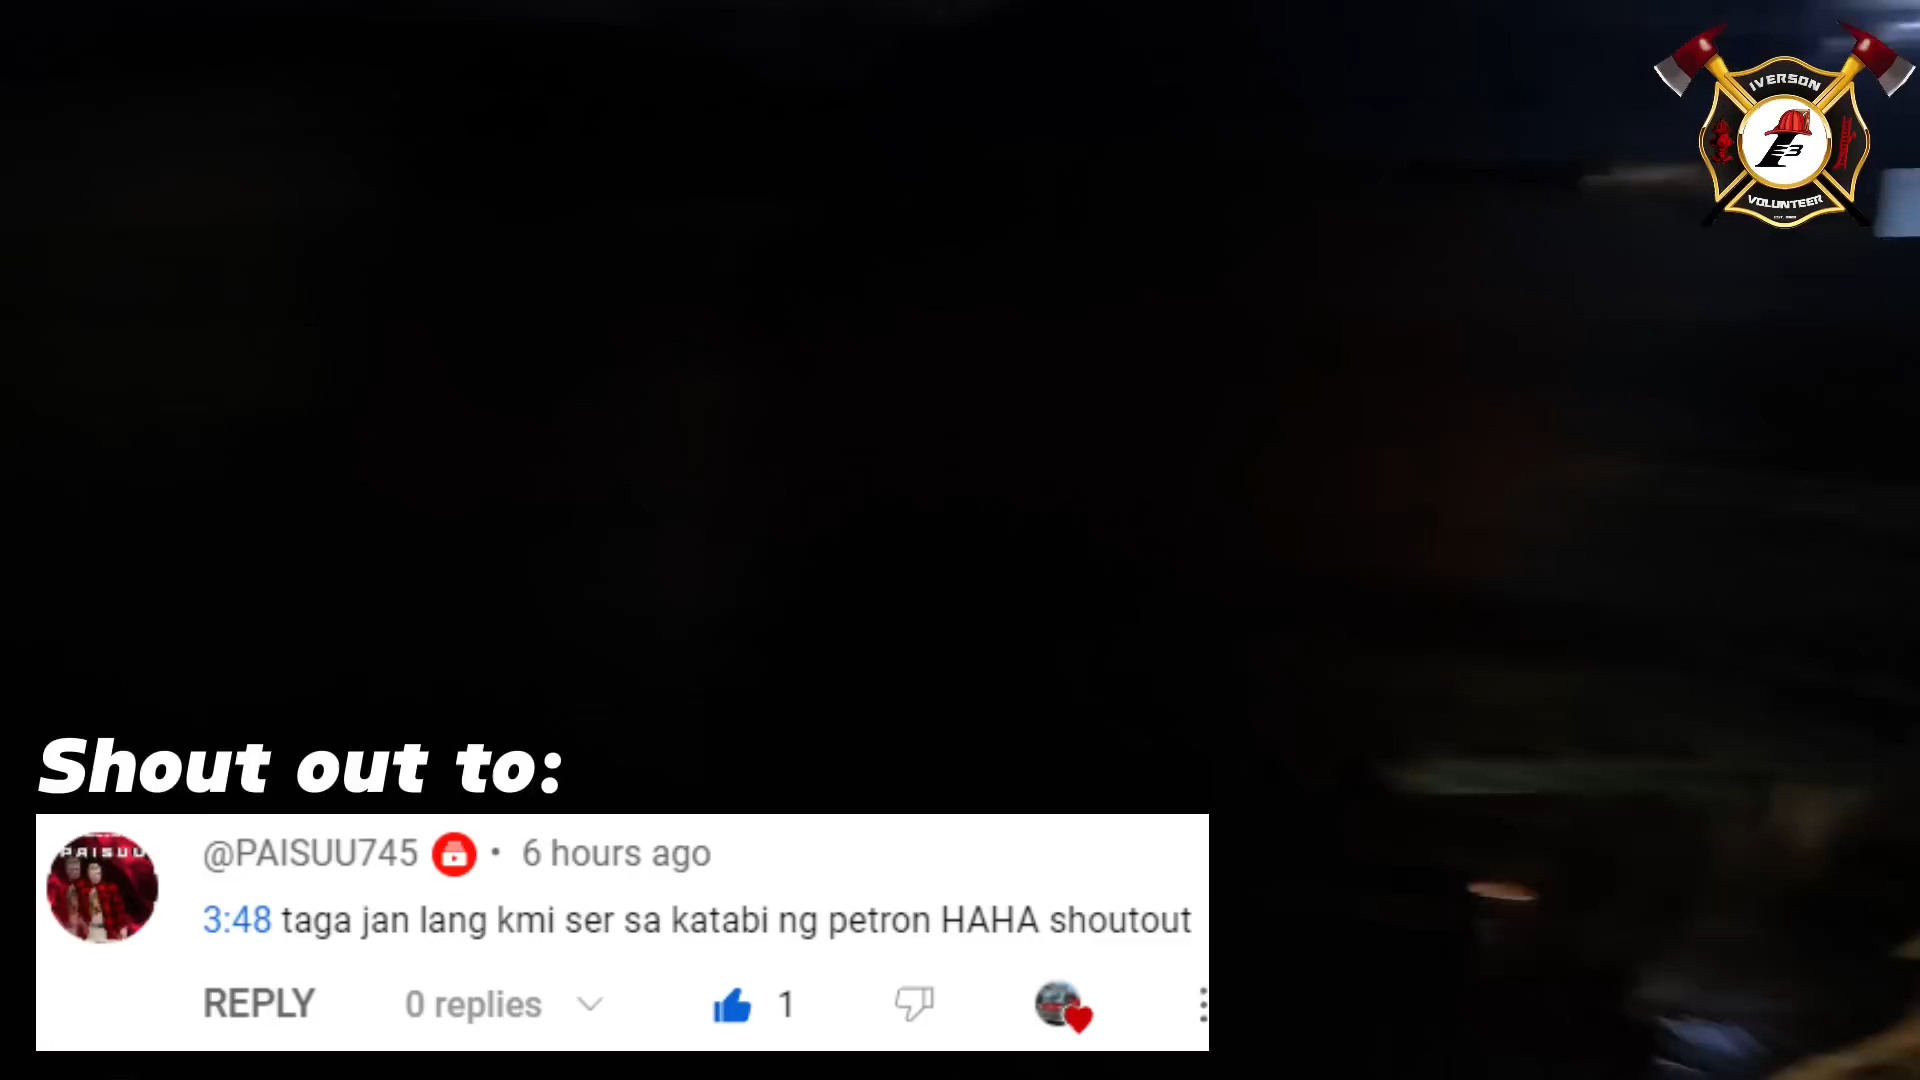 IVERSON
E3
VOLUNTEER
Shout out to:
PAISUU
@PAISUU745 • 6 hours ago
3:48 taga jan lang kmi ser sa katabi ng petron HAHA shoutout
REPLY 0 replies 1